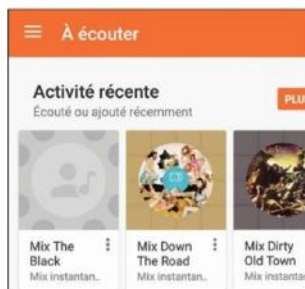 À écouter
Activité récente
Écouté ou ajouté récemment
PLU
Mix The
Black
Mix instantan..
Mix Down
The Road
Mix instantan..
Mix Dirty
Old Town
Mix instantan